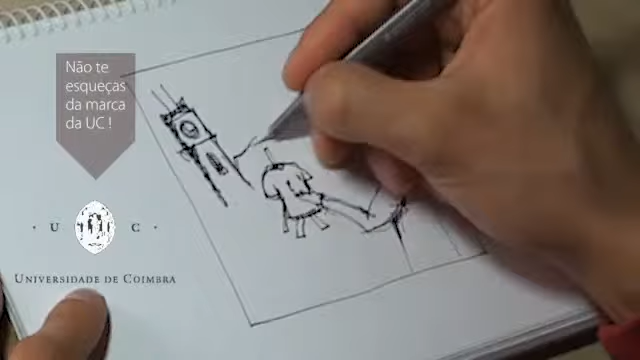 Não te
esqueças
da marca
da UC !
· U C ·
UNIVERSIDADE DE COIMBRA